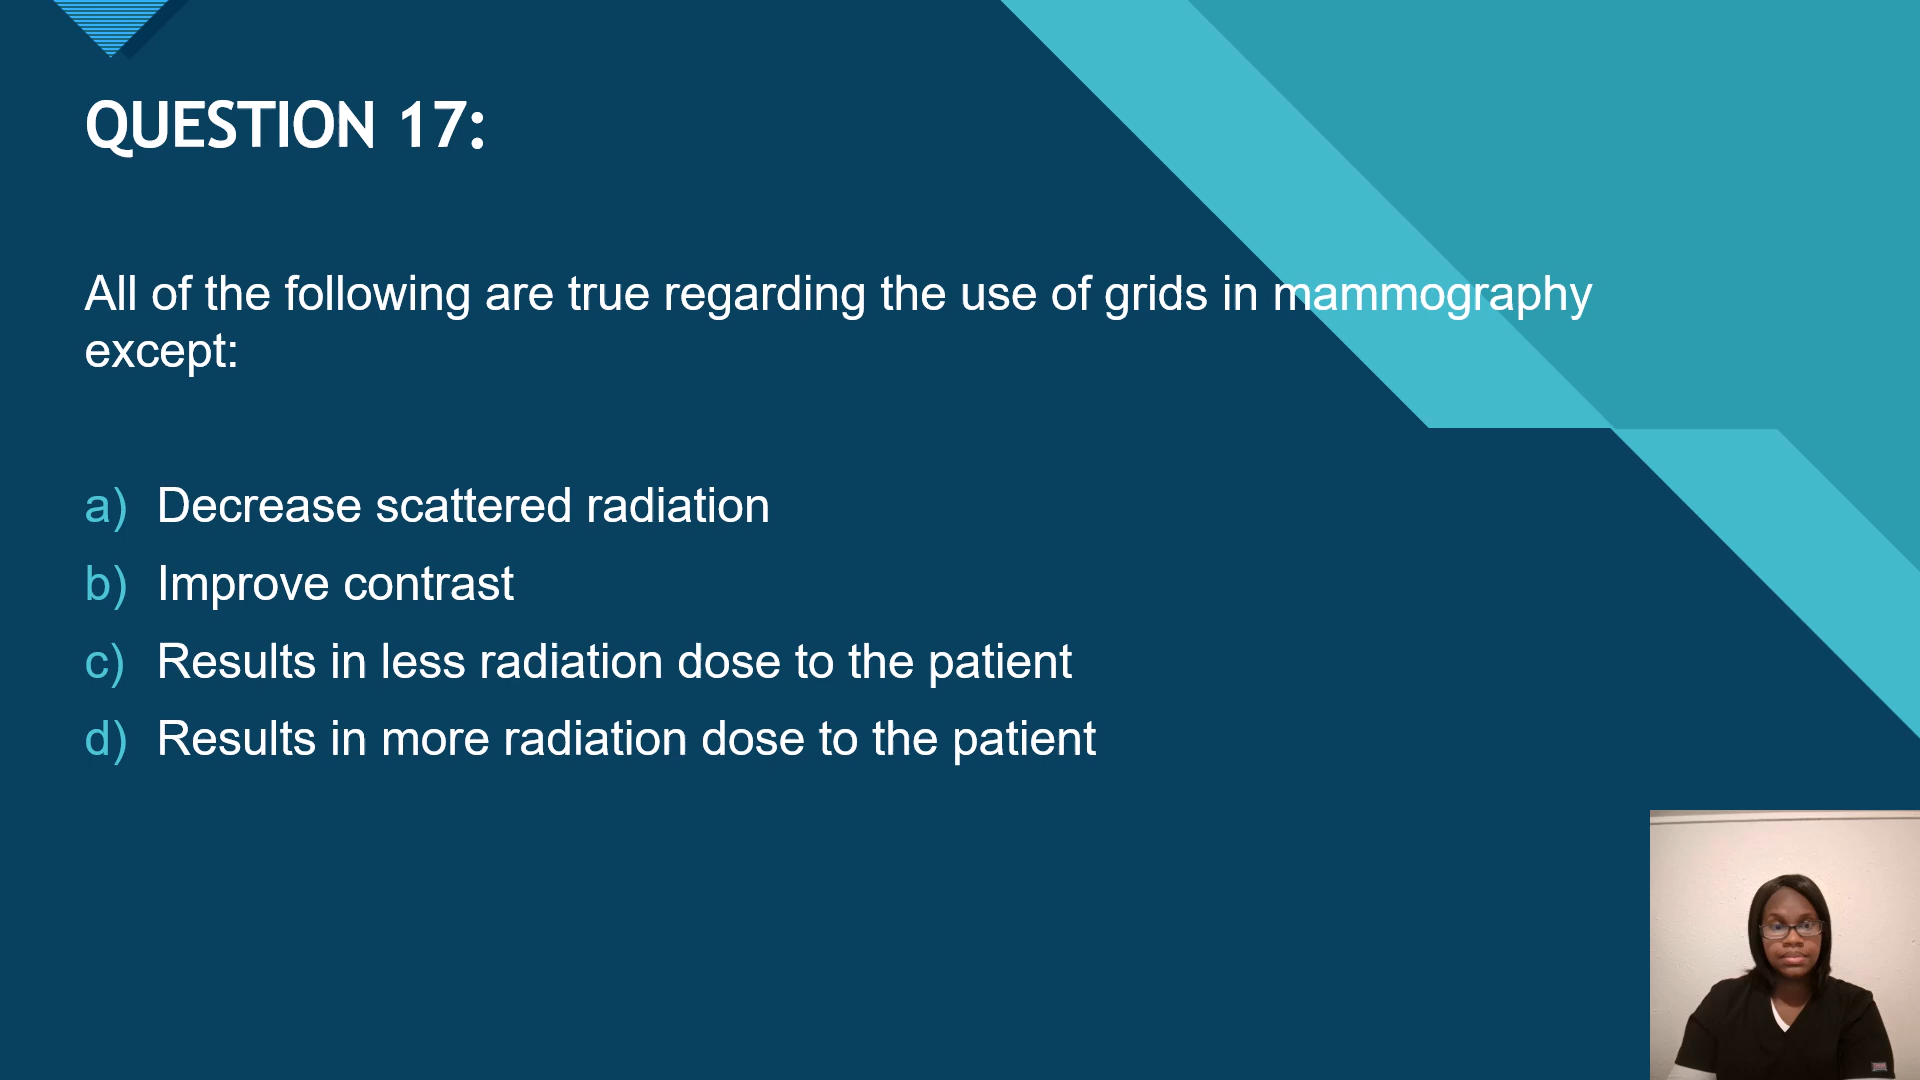 QUESTION 17:
All of the following are true regarding the use of grids in mammography
except:
a) Decrease scattered radiation
b) Improve contrast
c) Results in less radiation dose to the patient
d) Results in more radiation dose to the patient